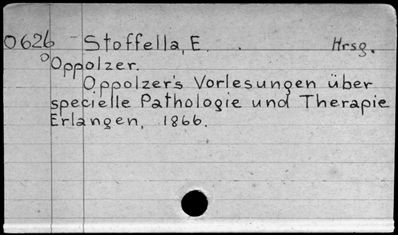 0626 - Stoffella, E. . Hrsg.
°Oppolzer.
Oppolzer's Vorlesungen über
specielle Pathologie und Therapie
Erlangen, 1866.